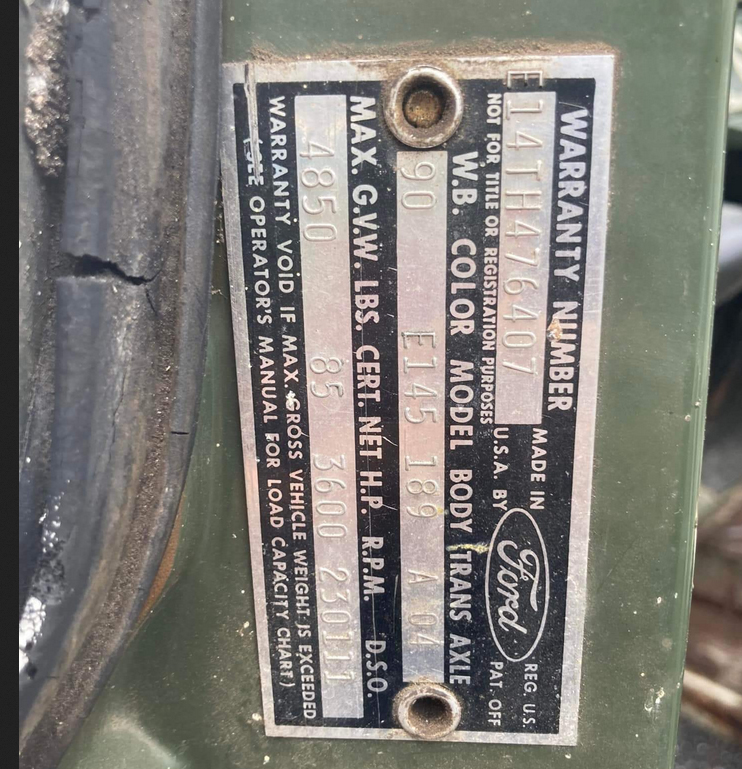 WARRANTY NUMBER
E14TH476407
NOT FOR TITLE OR REGISTRATION PURPOSES
MADE IN
U.S.A. BY
Ford
REG. U.S.
PAT. OFF
W.B. COLOR MODEL BODY TRANS AXLE
90 E145 189 A 04
MAX. G.V.W. LBS. CERT. NET H.P. R.P.M. D.S.O.
4850 85 3600 230111
WARRANTY VOID IF MAX. GROSS VEHICLE WEIGHT IS EXCEEDED
(SEE OPERATOR'S MANUAL FOR LOAD CAPACITY CHART)